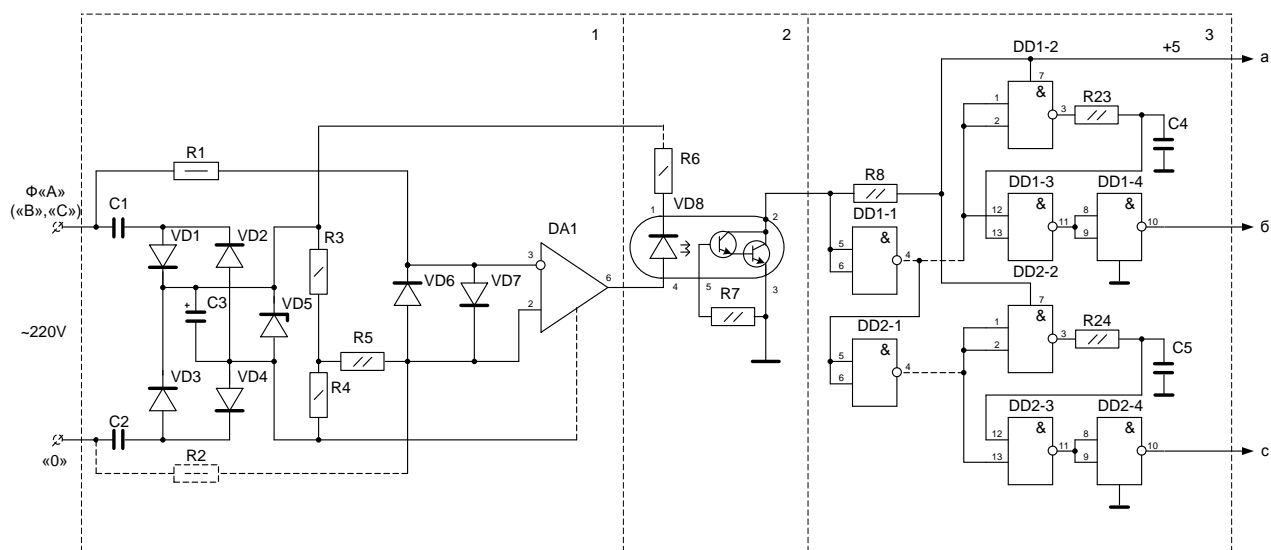 1
2
3
+5
а
DD1-2
7
&
1
2
3
R23
C4
R1
R6
Ф«А»
(«В»,«С»)
C1
VD1
VD2
R3
DA1
3
2
6
VD6
VD7
1
VD8
2
4
5
3
R7
R8
DD1-1
&
5
6
4
DD1-3
&
12
13
11
DD1-4
&
8
9
10
б
DD2-2
7
&
1
2
3
R24
C5
~220V
C3
+
VD5
R5
R4
VD3
VD4
C2
«0»
R2
DD2-1
&
5
6
4
DD2-3
&
12
13
11
DD2-4
&
8
9
10
с